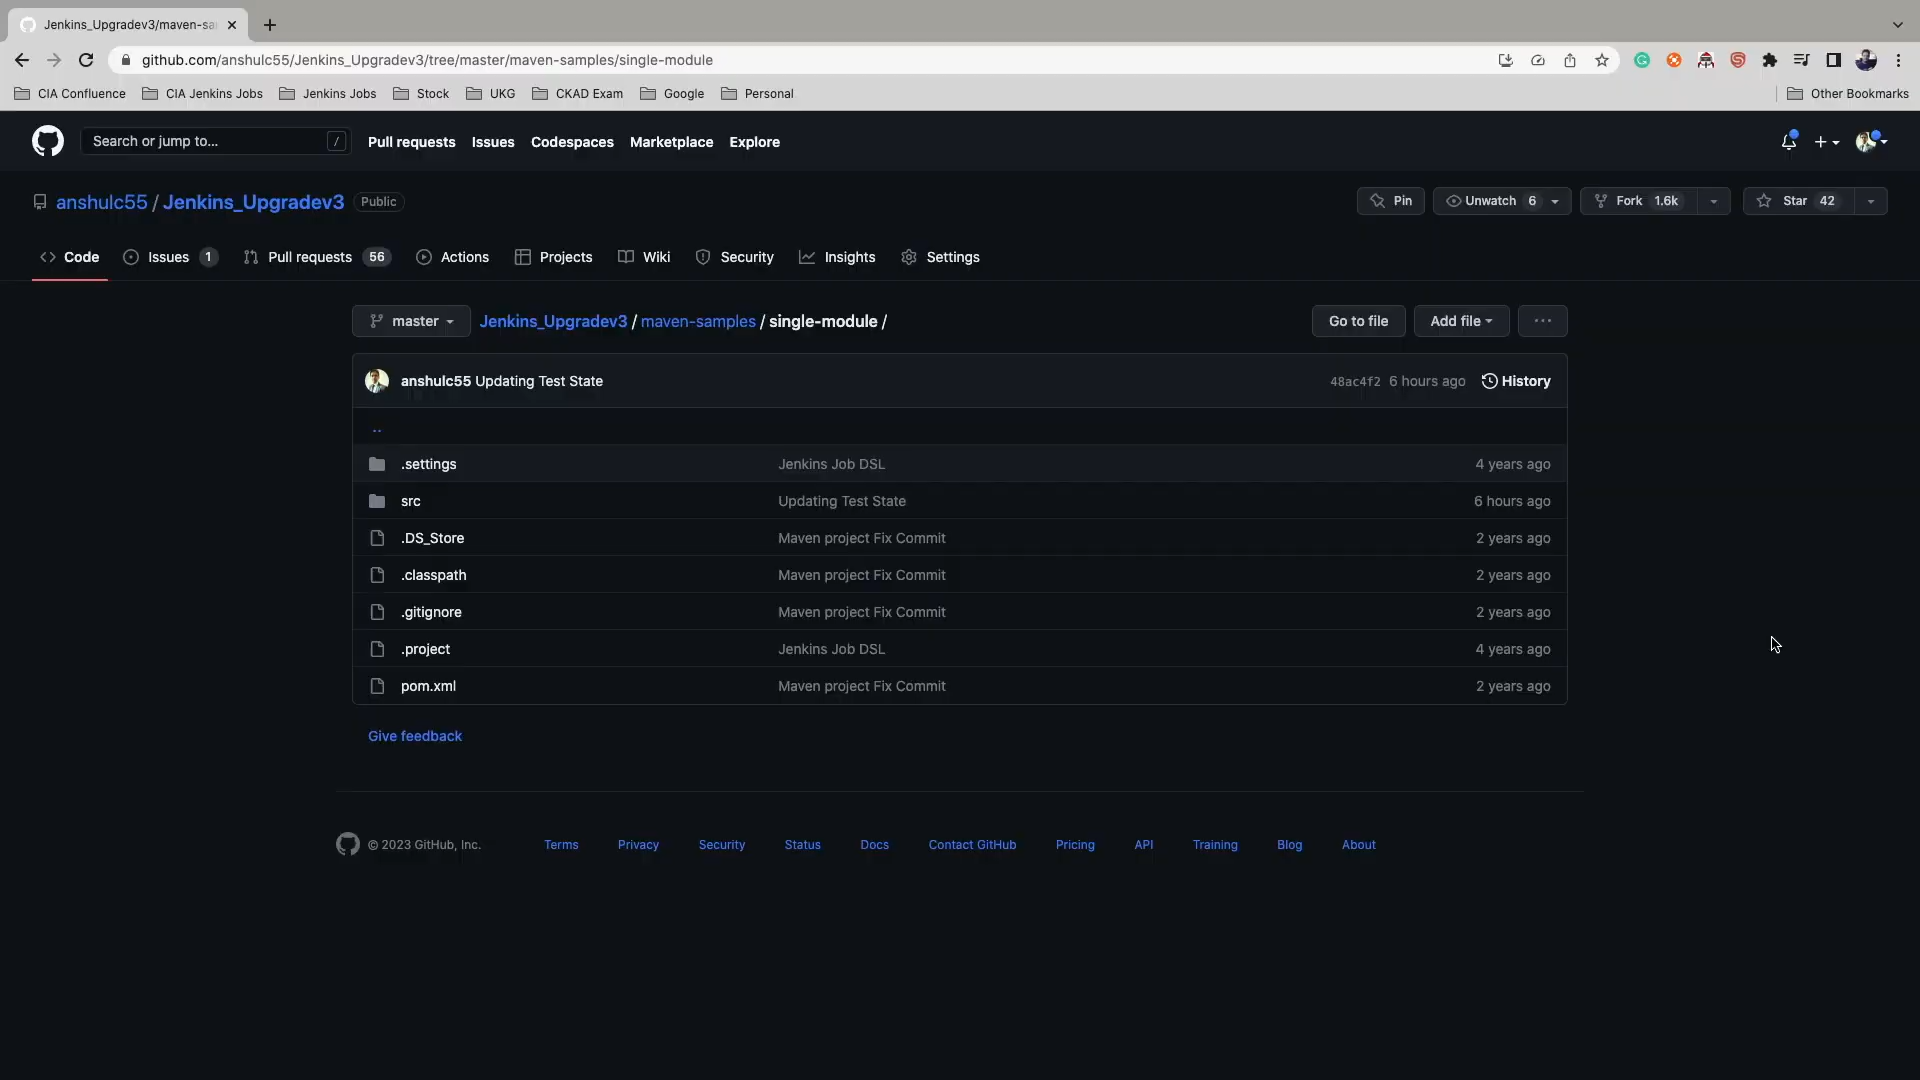 Jenkins_Upgradev3/maven-sa
github.com/anshulc55/Jenkins_Upgradev3/tree/master/maven-samples/single-module
CIA Confluence CIA Jenkins Jobs Jenkins Jobs Stock UKG CKAD Exam Google Personal Other Bookmarks
Search or jump to... / Pull requests Issues Codespaces Marketplace Explore
anshulc55 / Jenkins_Upgradev3 Public Pin Unwatch 6 Fork 1.6k Star 42
Code Issues 1 Pull requests 56 Actions Projects Wiki Security Insights Settings
master Jenkins_Upgradev3 / maven-samples / single-module / Go to file Add file ...
anshulc55 Updating Test State 48ac4f2 6 hours ago History
..
.settings Jenkins Job DSL 4 years ago
src Updating Test State 6 hours ago
.DS_Store Maven project Fix Commit 2 years ago
.classpath Maven project Fix Commit 2 years ago
.gitignore Maven project Fix Commit 2 years ago
.project Jenkins Job DSL 4 years ago
pom.xml Maven project Fix Commit 2 years ago
Give feedback
© 2023 GitHub, Inc. Terms Privacy Security Status Docs Contact GitHub Pricing API Training Blog About